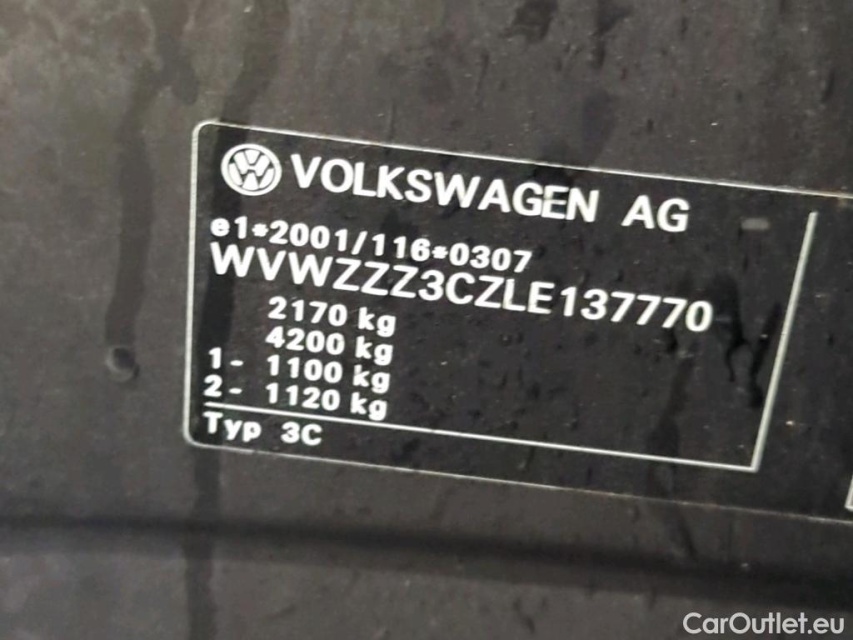 VOLKSWAGEN AG
e1*2001/116*0307
WVWZZZ3CZLE137770
2170 kg
4200 kg
1- 1100 kg
2- 1120 kg
Typ 3C
CarOutlet.eu